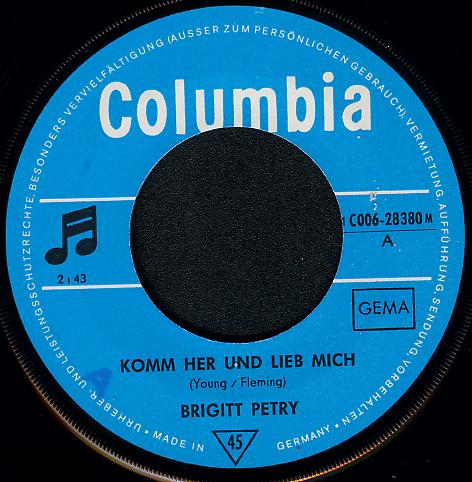 URHEBER- UND LEISTUNGSSCHUTZRECHTE, BESONDERS VERVIELFÄLTIGUNG (AUSSER ZUM PERSÖNLICHEN GEBRAUCH), VERMIETUNG, AUFFÜHRUNG, SENDUNG, VORBEHALTEN
Columbia
1 C006-28380 M
A
2:43
GEMA
KOMM HER UND LIEB MICH
(Young / Fleming)
BRIGITT PETRY
MADE IN
45
GERMANY